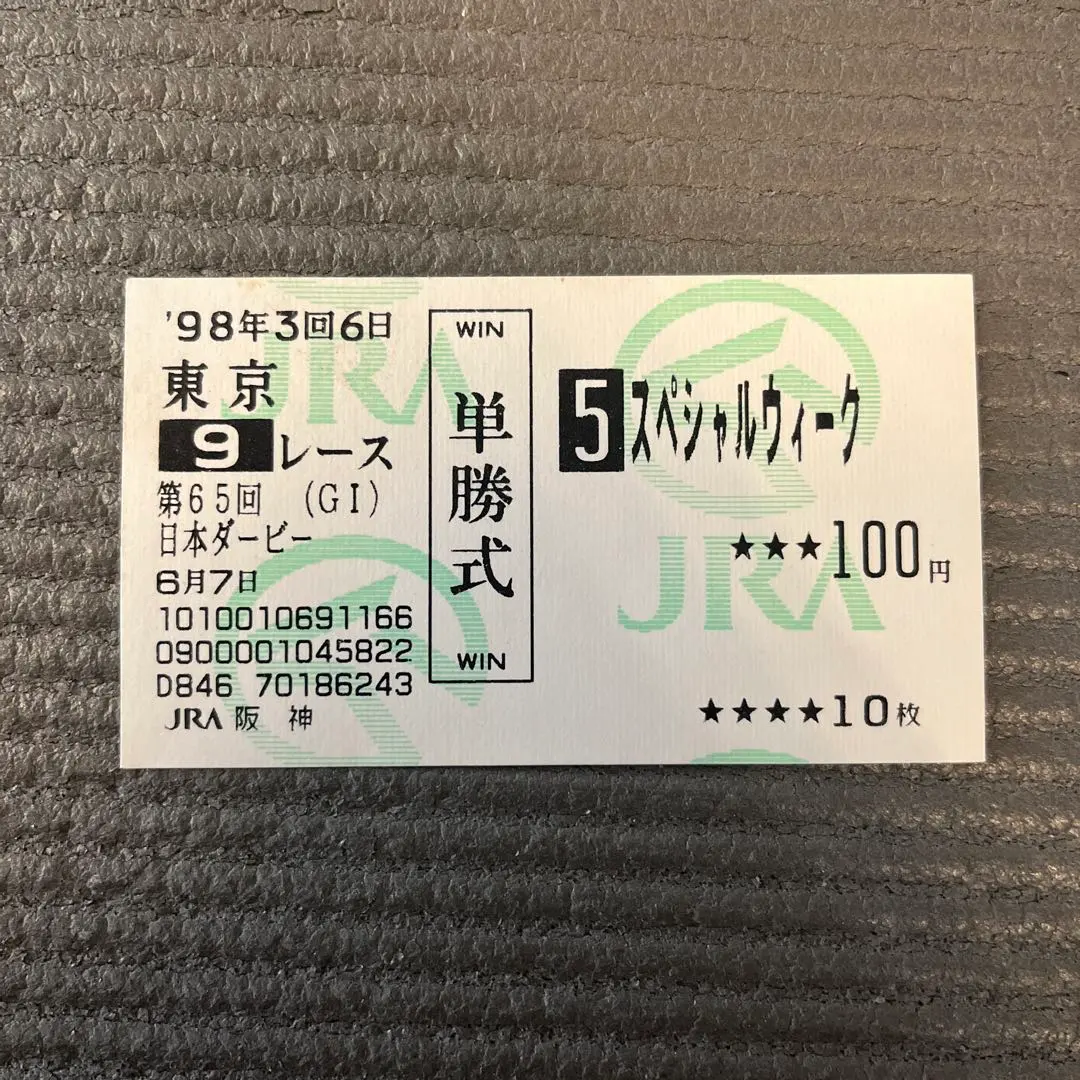 '98年3回6日
東京
9レース
第65回 (GI)
日本ダービー
6月7日
1010010691166
0900001045822
D846 70186243
JRA 阪神
WIN
単勝式
WIN
5 スペシャルウィーク
★★★100円
★★★★10枚
JRA
JRA